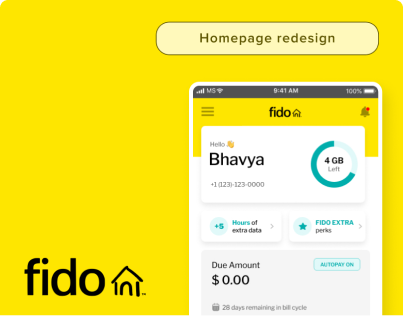 Homepage redesign
MS
9:41 AM
100%
fido
Hello 👋
Bhavya
+1 (123)-123-0000
4 GB
Left
+5
Hours of
extra data
FIDO EXTRA
perks
Due Amount
AUTOPAY ON
$ 0.00
28 days remaining in bill cycle
fido